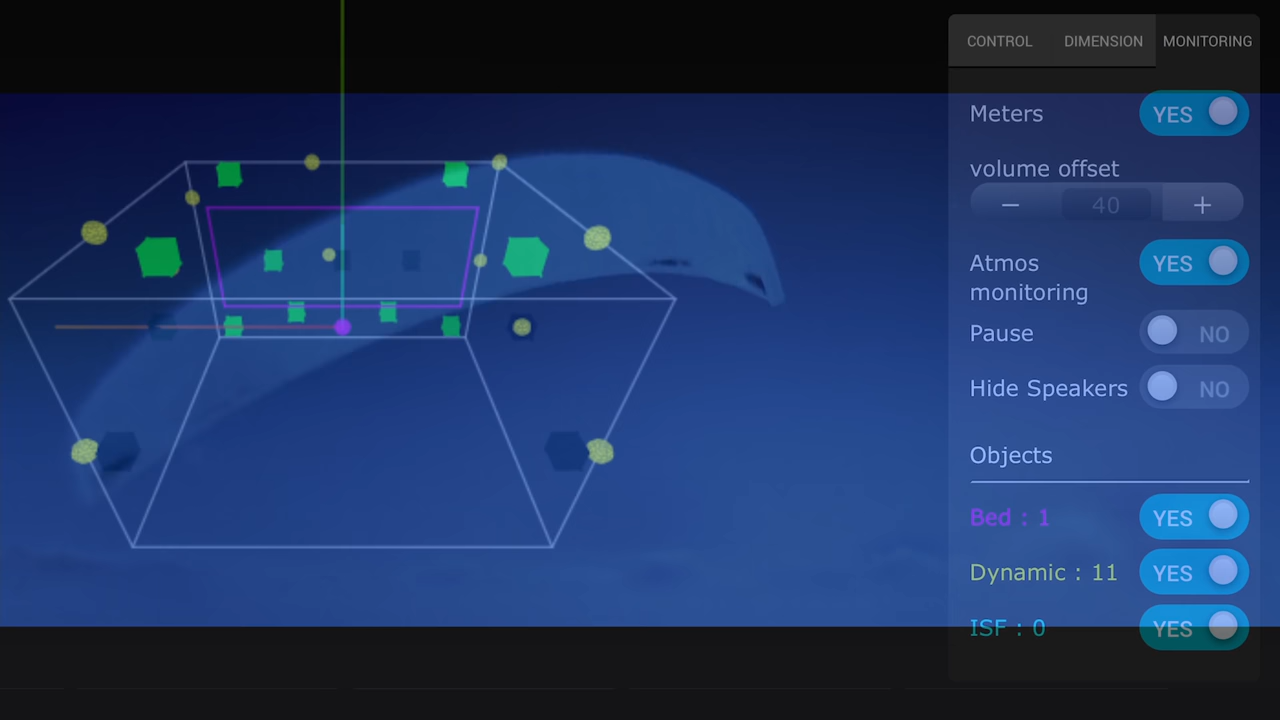 CONTROL DIMENSION MONITORING
Meters YES
volume offset
− 40 +
Atmos monitoring YES
Pause NO
Hide Speakers NO
Objects
Bed : 1 YES
Dynamic : 11 YES
ISF : 0 YES